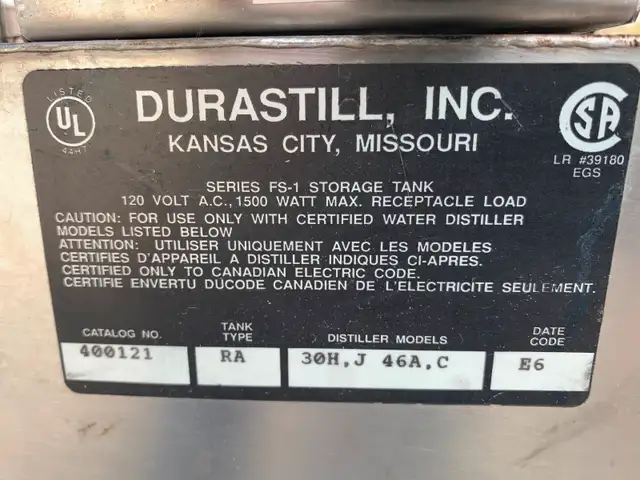 LISTED
UL
44H7
DURASTILL, INC.
KANSAS CITY, MISSOURI
CSA
LR #39180
EGS
SERIES FS-1 STORAGE TANK
120 VOLT A.C., 1500 WATT MAX. RECEPTACLE LOAD
CAUTION: FOR USE ONLY WITH CERTIFIED WATER DISTILLER
MODELS LISTED BELOW
ATTENTION: UTILISER UNIQUEMENT AVEC LES MODELES
CERTIFIES D'APPAREIL A DISTILLER INDIQUES CI-APRES.
CERTIFIED ONLY TO CANADIAN ELECTRIC CODE.
CERTIFIE ENVERTU DUCODE CANADIEN DE L'ELECTRICITE SEULEMENT.
CATALOG NO. TANK TYPE DISTILLER MODELS DATE CODE
400121 RA 30H,J 46A,C E6